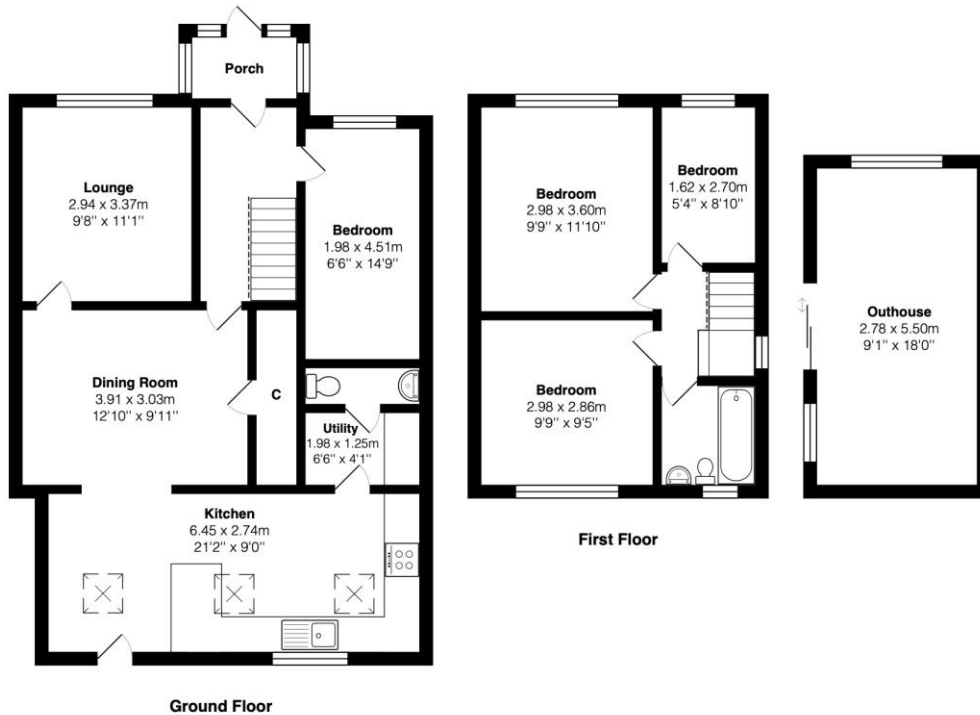 Porch
Lounge
2.94 x 3.37m
9'8" x 11'1"
Bedroom
1.98 x 4.51m
6'6" x 14'9"
Dining Room
3.91 x 3.03m
12'10" x 9'11"
C
Utility
1.98 x 1.25m
6'6" x 4'1"
Kitchen
6.45 x 2.74m
21'2" x 9'0"
Ground Floor
Bedroom
2.98 x 3.60m
9'9" x 11'10"
Bedroom
1.62 x 2.70m
5'4" x 8'10"
Bedroom
2.98 x 2.86m
9'9" x 9'5"
First Floor
Outhouse
2.78 x 5.50m
9'1" x 18'0"